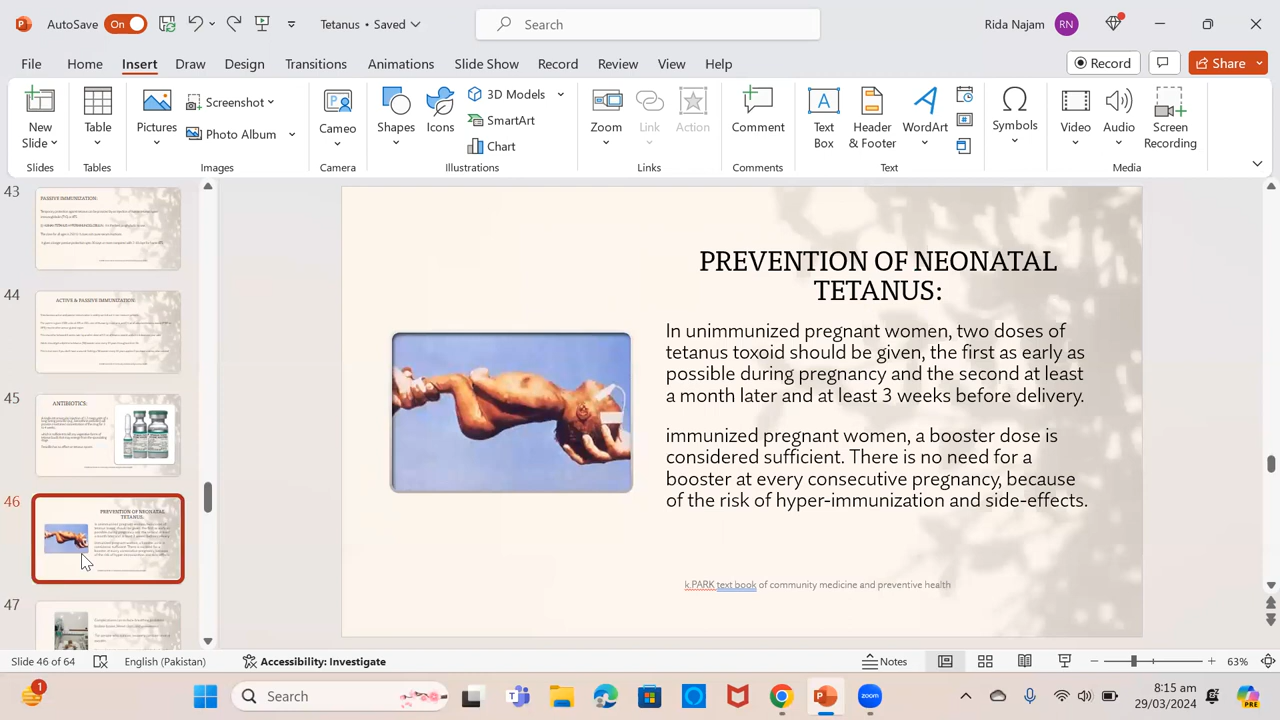 AutoSave On Tetanus • Saved Search Rida Najam RN
File Home Insert Draw Design Transitions Animations Slide Show Record Review View Help Record Share
New Slide Table Pictures Screenshot Photo Album Cameo Shapes Icons 3D Models SmartArt Chart Zoom Link Action Comment Text Box Header & Footer WordArt Symbols Video Audio Screen Recording
Slides Tables Images Camera Illustrations Links Comments Text Media
43
PASSIVE IMMUNIZATION:
44
ACTIVE & PASSIVE IMMUNIZATION:
45
ANTIBIOTICS:
46
PREVENTION OF NEONATAL
TETANUS:
47
PREVENTION OF NEONATAL
TETANUS:
In unimmunized pregnant women, two doses of
tetanus toxoid should be given, the first as early as
possible during pregnancy and the second at least
a month later and at least 3 weeks before delivery.
immunized pregnant women, a booster dose is
considered sufficient. There is no need for a
booster at every consecutive pregnancy, because
of the risk of hyper-immunization and side-effects.
k PARK text book of community medicine and preventive health
Slide 46 of 64 English (Pakistan) Accessibility: Investigate Notes 63%
1 Search zoom PRE
8:15 am
29/03/2024